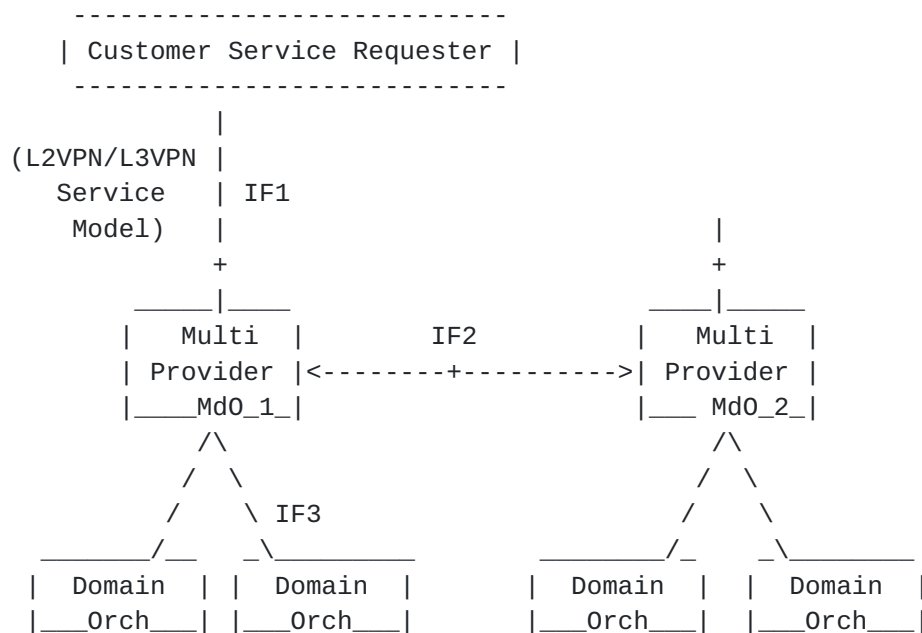 Customer Service Requester
(L2VPN/L3VPN
Service IF1
Model)
Multi IF2 Multi
Provider Provider
MdO_1 MdO_2
IF3
Domain Domain Domain Domain
Orch Orch Orch Orch